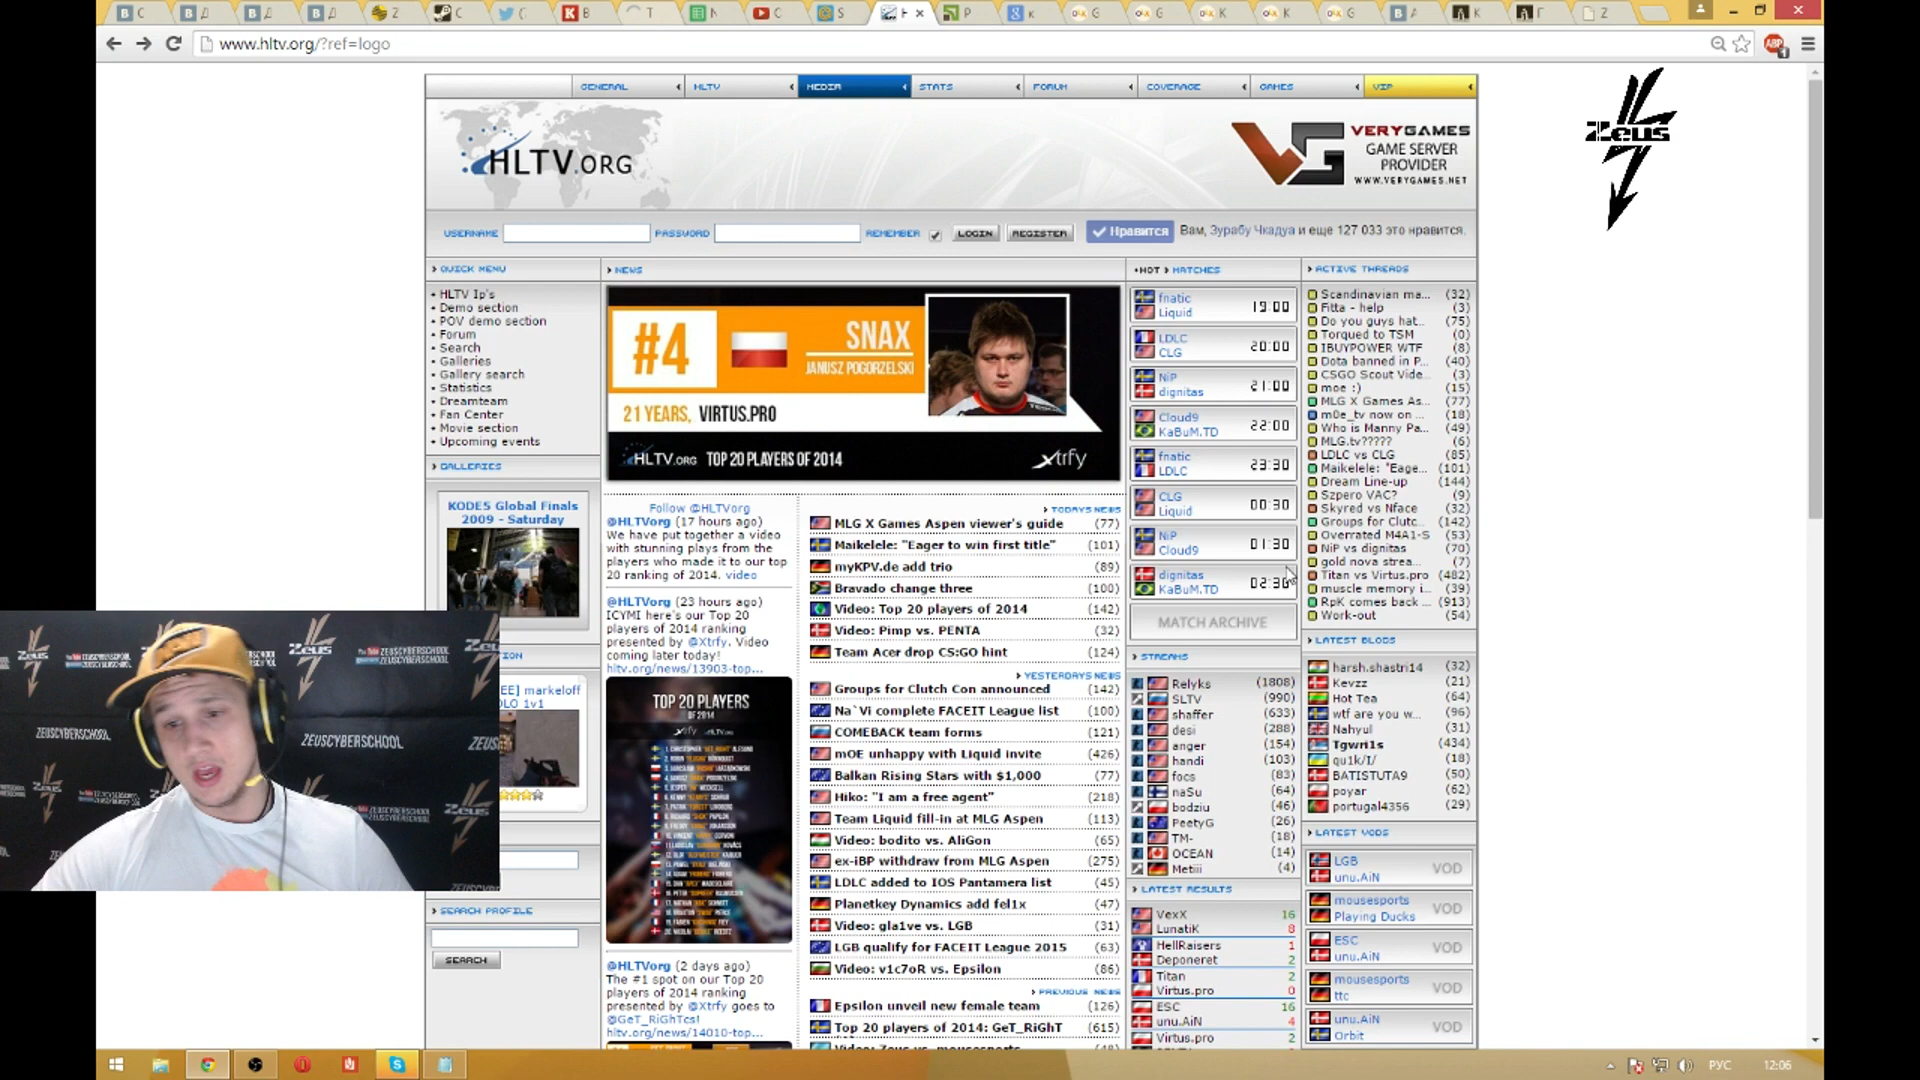 www.hltv.org/?ref=logo
GENERAL
HLTV
MEDIA
STATS
FORUM
COVERAGE
GAMES
VIP
HLTV.ORG
VERYGAMES
GAME SERVER
PROVIDER
WWW.VERYGAMES.NET
Zeus
USERNAME
PASSWORD
REMEMBER
LOGIN
REGISTER
Нравится
Вам, Зурабу Чкадуа и еще 127 033 это нравится.
QUICK MENU
HLTV Ip's
Demo section
POV demo section
Forum
Search
Galleries
Gallery search
Statistics
Dreamteam
Fan Center
Movie section
Upcoming events
GALLERIES
KODE5 Global Finals
2009 - Saturday
EE] markeloff
OLO 1v1
SEARCH PROFILE
SEARCH
NEWS
#4
SNAX
JANUSZ POGORZELSKI
21 YEARS, VIRTUS.PRO
HLTV.ORG TOP 20 PLAYERS OF 2014
xtrfy
Follow @HLTVorg
@HLTVorg (17 hours ago)
We have put together a video
with stunning plays from the
players who made it to our top
20 ranking of 2014. video
@HLTVorg (23 hours ago)
ICYMI here's our Top 20
players of 2014 ranking
presented by @Xtrfy. Video
coming later today!
hltv.org/news/13903-top...
TOP 20 PLAYERS
OF 2014
@HLTVorg (2 days ago)
The #1 spot on our Top 20
players of 2014 ranking
presented by @Xtrfy goes to
@GeT_RiGhTcs!
hltv.org/news/14010-top...
TODAYS NEWS
MLG X Games Aspen viewer's guide (77)
Maikelele: "Eager to win first title" (101)
myKPV.de add trio (89)
Bravado change three (100)
Video: Top 20 players of 2014 (142)
Video: Pimp vs. PENTA (32)
Team Acer drop CS:GO hint (124)
YESTERDAYS NEWS
Groups for Clutch Con announced (142)
Na`Vi complete FACEIT League list (100)
COMEBACK team forms (121)
mOE unhappy with Liquid invite (426)
Balkan Rising Stars with $1,000 (77)
Hiko: "I am a free agent" (218)
Team Liquid fill-in at MLG Aspen (113)
Video: bodito vs. AliGon (65)
ex-iBP withdraw from MLG Aspen (275)
LDLC added to IOS Pantamera list (45)
Planetkey Dynamics add fel1x (47)
Video: gla1ve vs. LGB (31)
LGB qualify for FACEIT League 2015 (63)
Video: v1c7oR vs. Epsilon (86)
PREVIOUS NEWS
Epsilon unveil new female team (126)
Top 20 players of 2014: GeT_RiGhT (615)
Video: Zeus vs. mousesports (48)
HOT MATCHES
fnatic
Liquid 19:00
LDLC
CLG 20:00
NiP
dignitas 21:00
Cloud9
KaBuM.TD 22:00
fnatic
LDLC 23:30
CLG
Liquid 00:30
NiP
Cloud9 01:30
dignitas
KaBuM.TD 02:30
MATCH ARCHIVE
STREAMS
Relyks (1808)
SLTV (990)
shaffer (633)
desi (288)
anger (154)
handi (103)
focs (83)
naSu (64)
bodziu (46)
PeetyG (26)
TM- (18)
OCEAN (14)
Metiii (4)
LATEST RESULTS
VexX 16
LunatiK 8
HellRaisers 1
Deponeret 2
Titan 2
Virtus.pro 0
ESC 16
unu.AiN 4
Virtus.pro 2
ACTIVE THREADS
Scandinavian ma... (32)
Fitta - help (3)
Do you guys hat... (75)
Torqued to TSM (0)
IBUYPOWER WTF (8)
Dota banned in P... (40)
CSGO Scout Vide... (3)
moe :) (15)
MLG X Games As... (77)
m0e_tv now on ... (18)
Who is Manny Pa... (49)
MLG.tv????? (6)
LDLC vs CLG (85)
Maikelele: "Eage... (101)
Dream Line-up (144)
Szpero VAC? (9)
Skyred vs Nface (32)
Groups for Clutc... (142)
Overrated M4A1-S (53)
NiP vs dignitas (70)
gold nova strea... (7)
Titan vs Virtus.pro (482)
muscle memory i... (39)
RpK comes back ... (913)
Work-out (54)
LATEST BLOGS
harsh.shastri14 (32)
Kevzz (21)
Hot Tea (64)
wtf are you w... (96)
Nahyul (31)
Tgwri1s (434)
qu1k/I/ (18)
BATISTUTA9 (50)
poyar (62)
portugal4356 (29)
LATEST VODS
LGB
unu.AiN VOD
mousesports
Playing Ducks VOD
ESC
unu.AiN VOD
mousesports
ttc VOD
unu.AiN
Orbit VOD
Zeus
ZEUSCYBERSCHOOL
ZEUSCYBERSCHOOL
РУС
12:06